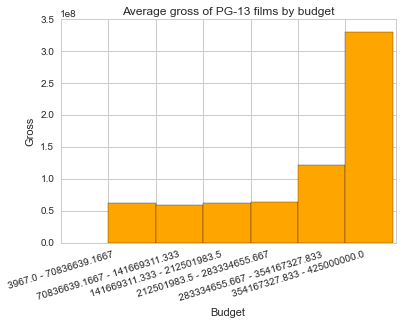 Average gross of PG-13 films by budget
1e8
3.5
3.0
2.5
2.0
1.5
1.0
0.5
0.0
Gross
3967.0 - 70836639.1667
70836639.1667 - 141669311.333
141669311.333 - 212501983.5
212501983.5 - 283334655.667
283334655.667 - 354167327.833
354167327.833 - 425000000.0
Budget